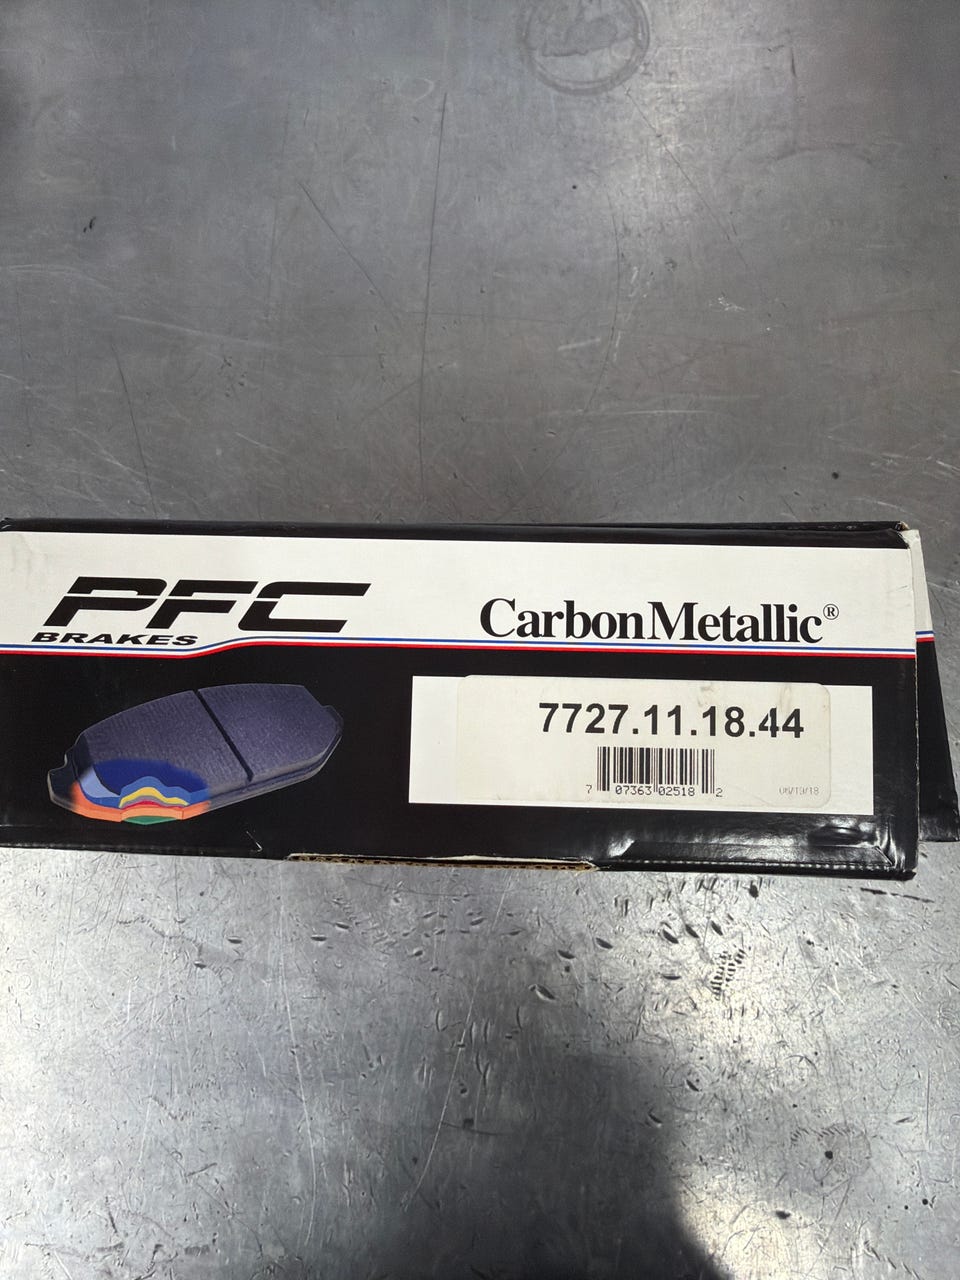 PFC
BRAKES
CarbonMetallic®
7727.11.18.44
7 07363 02518 2